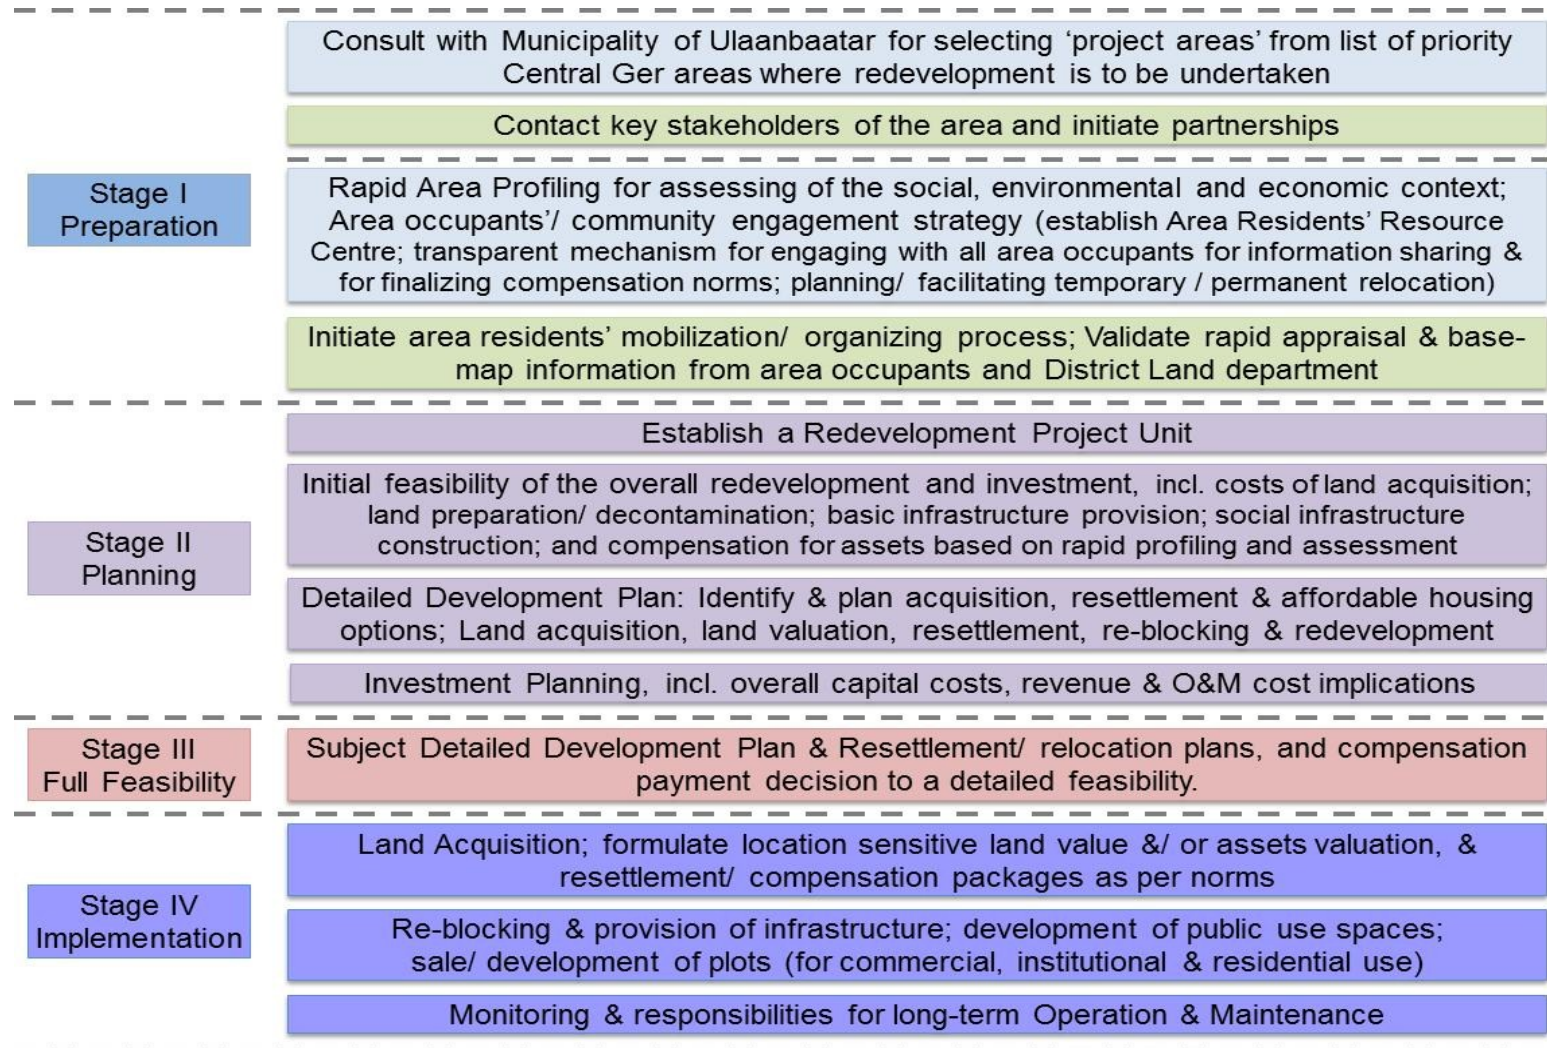 Consult with Municipality of Ulaanbaatar for selecting ‘project areas’ from list of priority
Central Ger areas where redevelopment is to be undertaken
Contact key stakeholders of the area and initiate partnerships
Stage I
Preparation
Rapid Area Profiling for assessing of the social, environmental and economic context;
Area occupants’/ community engagement strategy (establish Area Residents’ Resource
Centre; transparent mechanism for engaging with all area occupants for information sharing &
for finalizing compensation norms; planning/ facilitating temporary / permanent relocation)
Initiate area residents’ mobilization/ organizing process; Validate rapid appraisal & base-
map information from area occupants and District Land department
Stage II
Planning
Establish a Redevelopment Project Unit
Initial feasibility of the overall redevelopment and investment, incl. costs of land acquisition;
land preparation/ decontamination; basic infrastructure provision; social infrastructure
construction; and compensation for assets based on rapid profiling and assessment
Detailed Development Plan: Identify & plan acquisition, resettlement & affordable housing
options; Land acquisition, land valuation, resettlement, re-blocking & redevelopment
Investment Planning, incl. overall capital costs, revenue & O&M cost implications
Stage III
Full Feasibility
Subject Detailed Development Plan & Resettlement/ relocation plans, and compensation
payment decision to a detailed feasibility.
Stage IV
Implementation
Land Acquisition; formulate location sensitive land value &/ or assets valuation, &
resettlement/ compensation packages as per norms
Re-blocking & provision of infrastructure; development of public use spaces;
sale/ development of plots (for commercial, institutional & residential use)
Monitoring & responsibilities for long-term Operation & Maintenance